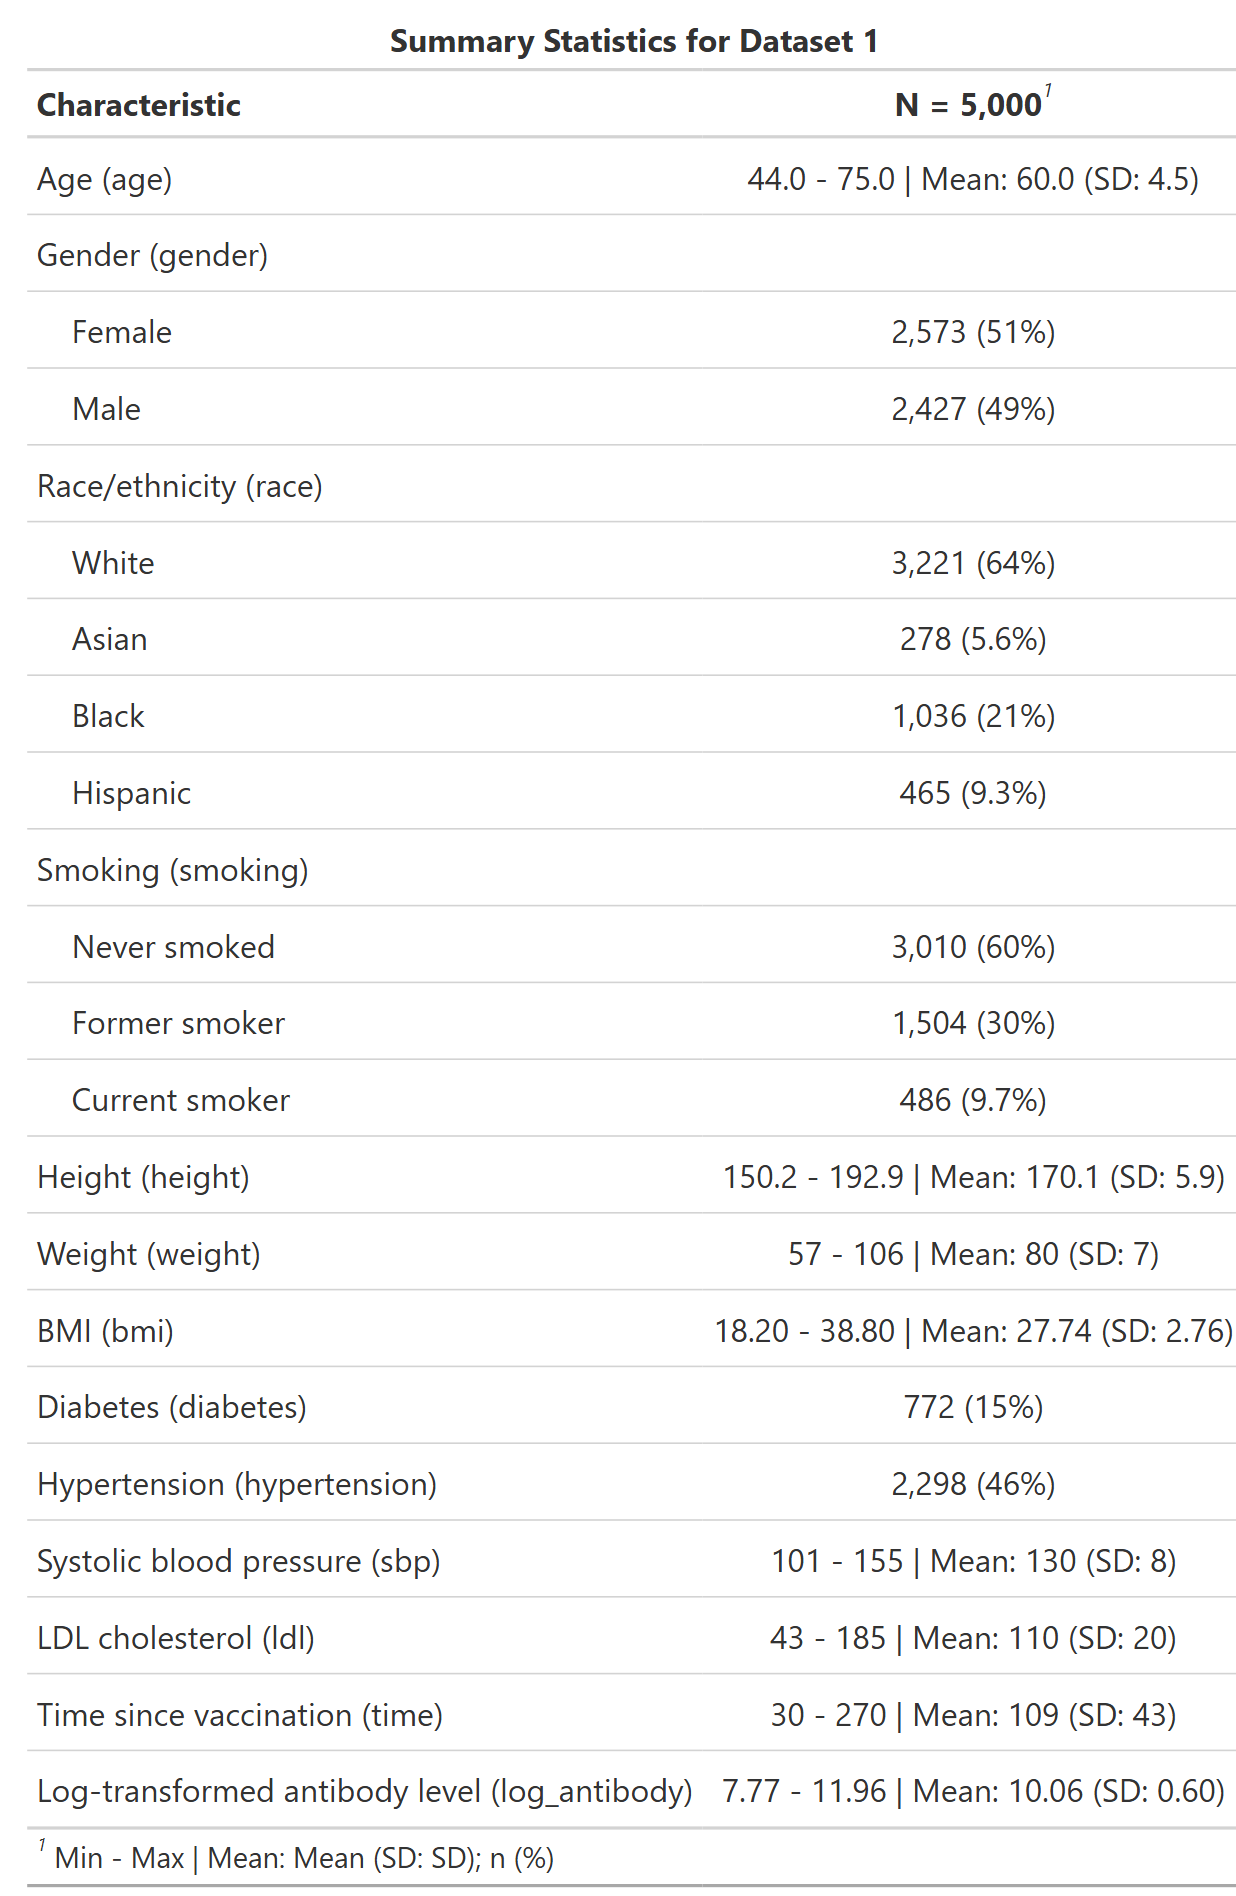 Summary Statistics for Dataset 1
Characteristic N = 5,000¹
Age (age) 44.0 - 75.0 | Mean: 60.0 (SD: 4.5)
Gender (gender)
Female 2,573 (51%)
Male 2,427 (49%)
Race/ethnicity (race)
White 3,221 (64%)
Asian 278 (5.6%)
Black 1,036 (21%)
Hispanic 465 (9.3%)
Smoking (smoking)
Never smoked 3,010 (60%)
Former smoker 1,504 (30%)
Current smoker 486 (9.7%)
Height (height) 150.2 - 192.9 | Mean: 170.1 (SD: 5.9)
Weight (weight) 57 - 106 | Mean: 80 (SD: 7)
BMI (bmi) 18.20 - 38.80 | Mean: 27.74 (SD: 2.76)
Diabetes (diabetes) 772 (15%)
Hypertension (hypertension) 2,298 (46%)
Systolic blood pressure (sbp) 101 - 155 | Mean: 130 (SD: 8)
LDL cholesterol (ldl) 43 - 185 | Mean: 110 (SD: 20)
Time since vaccination (time) 30 - 270 | Mean: 109 (SD: 43)
Log-transformed antibody level (log_antibody) 7.77 - 11.96 | Mean: 10.06 (SD: 0.60)
¹ Min - Max | Mean: Mean (SD: SD); n (%)